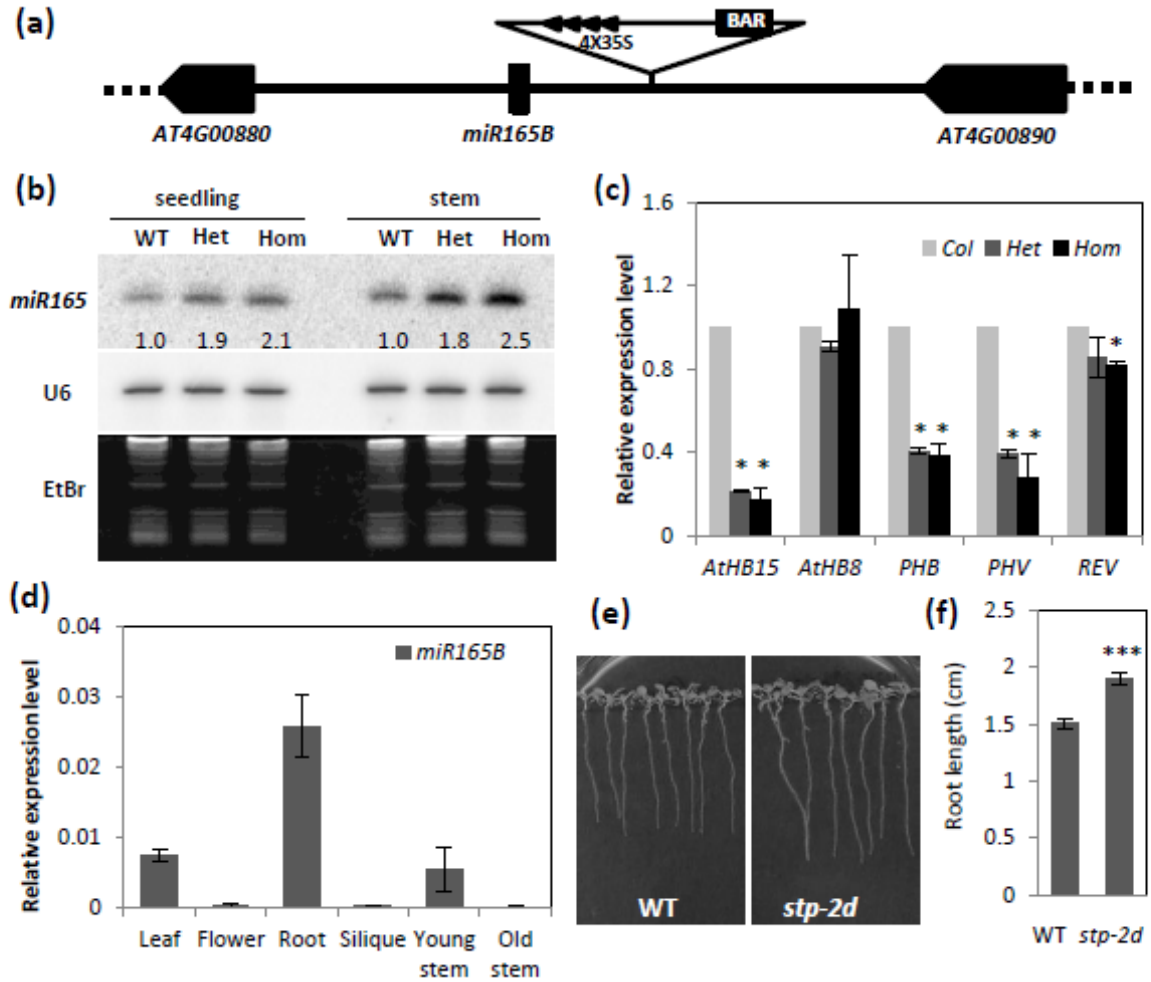 (a)
BAR
4X35S
AT4G00880
miR165B
AT4G00890
(b)
seedling
stem
WT Het Hom WT Het Hom
miR165
1.0 1.9 2.1 1.0 1.8 2.5
U6
EtBr
(c)
Relative expression level
1.6
1.2
0.8
0.4
0
Col Het Hom
* *
* *
* *
*
AtHB15 AtHB8 PHB PHV REV
(d)
Relative expression level
0.04
0.03
0.02
0.01
0
miR165B
Leaf Flower Root Silique Young stem Old stem
(e)
WT
stp-2d
(f)
Root length (cm)
2.5
2
1.5
1
0.5
0
***
WT stp-2d